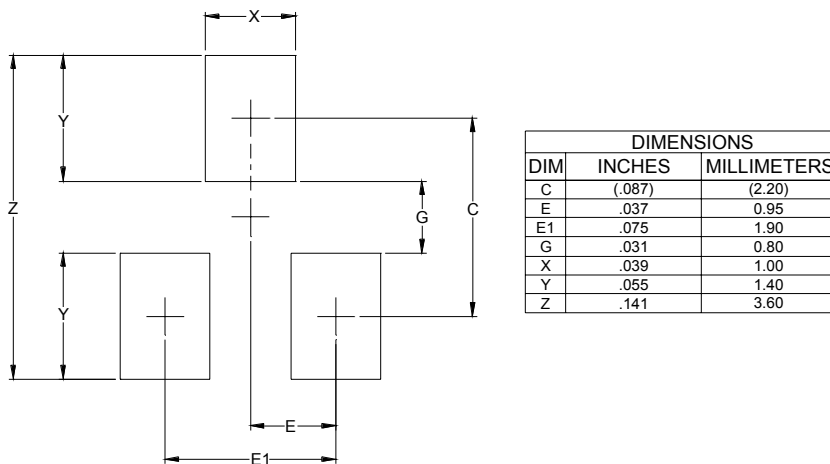 X
Y
Z
G
C
Y
E
E1
DIMENSIONS
DIM INCHES MILLIMETERS
C (.087) (2.20)
E .037 0.95
E1 .075 1.90
G .031 0.80
X .039 1.00
Y .055 1.40
Z .141 3.60